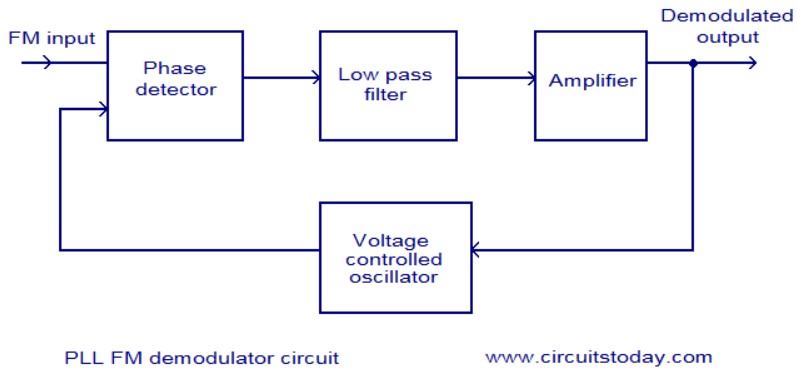 Demodulated
output
FM input
Phase
detector
Low pass
filter
Amplifier
Voltage
controlled
oscillator
PLL FM demodulator circuit
www.circuitstoday.com